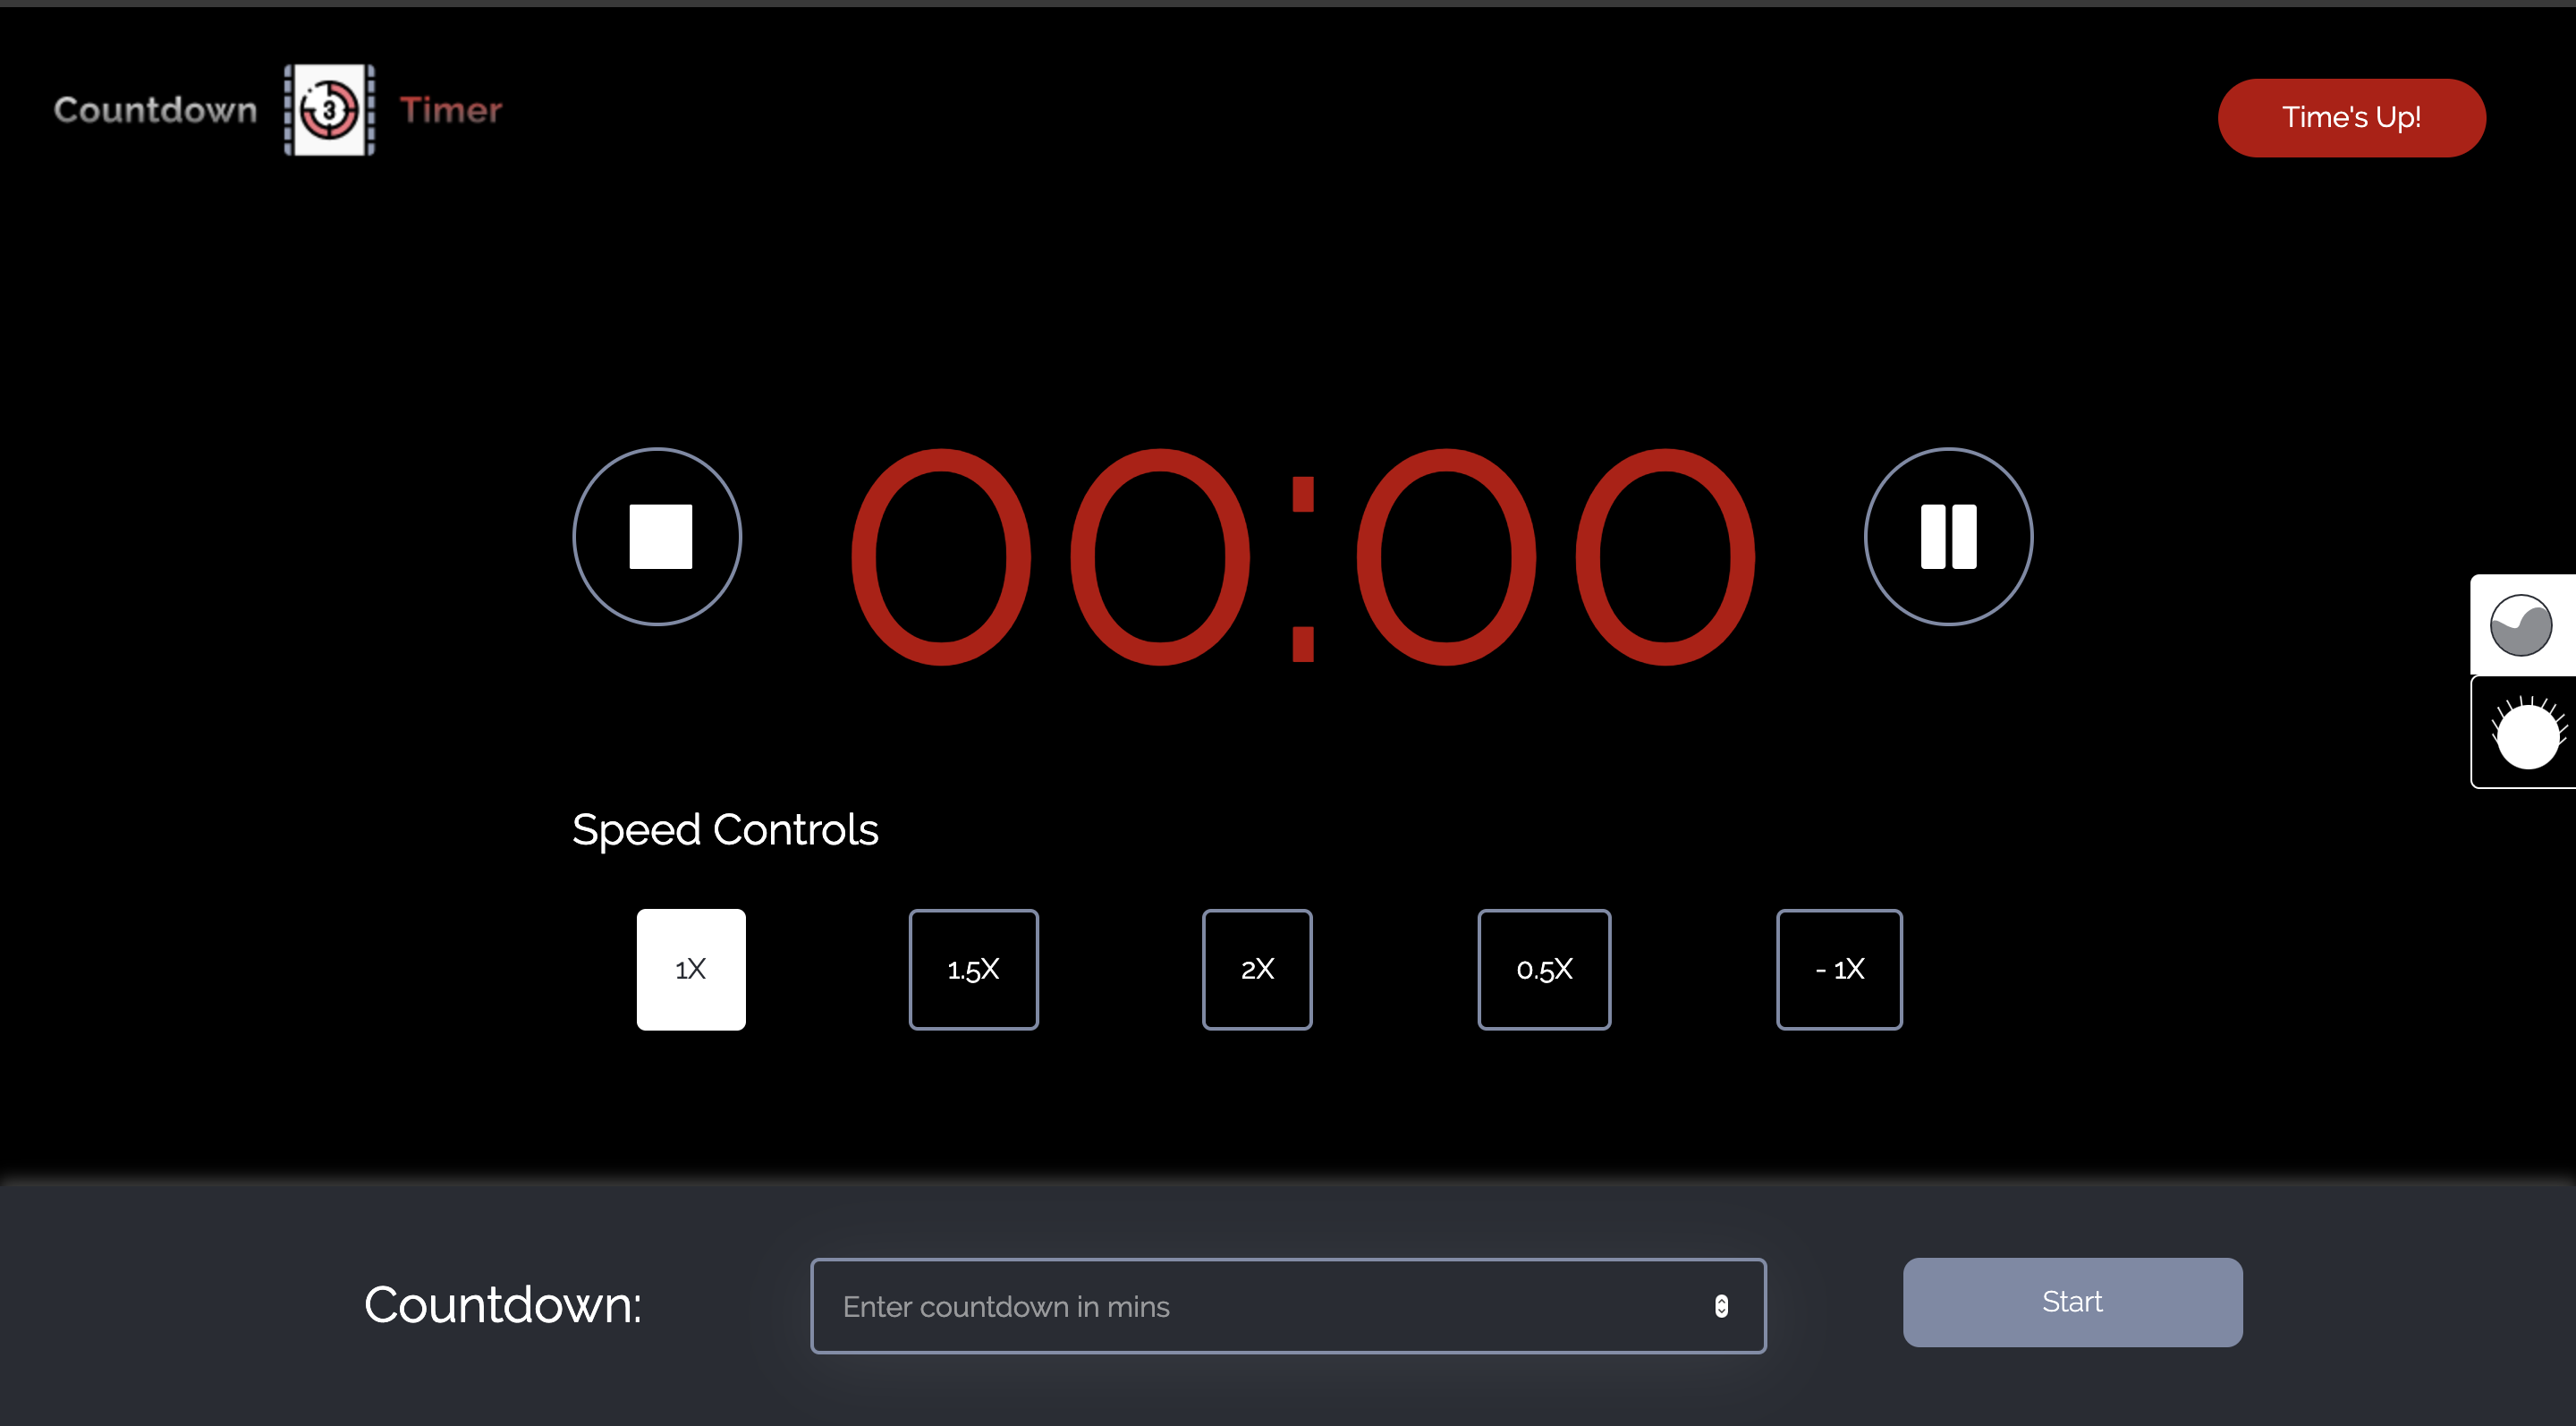 Countdown 3 Timer
Time's Up!
00:00
Speed Controls
1X 1.5X 2X 0.5X - 1X
Countdown: Enter countdown in mins Start